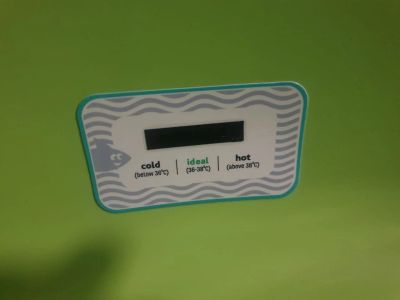 cold ideal hot
(below 36°C) (36-38°C) (above 38°C)